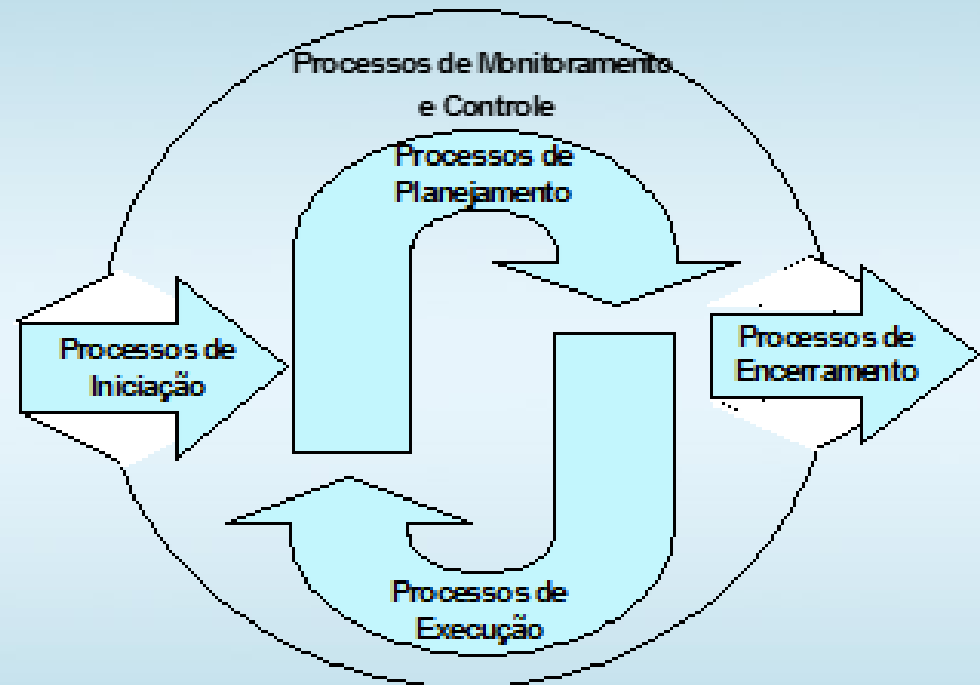 Processos de Monitoramento
e Controle
Processos de
Planejamento
Processos de
Iniciação
Processos de
Encerramento
Processos de
Execução